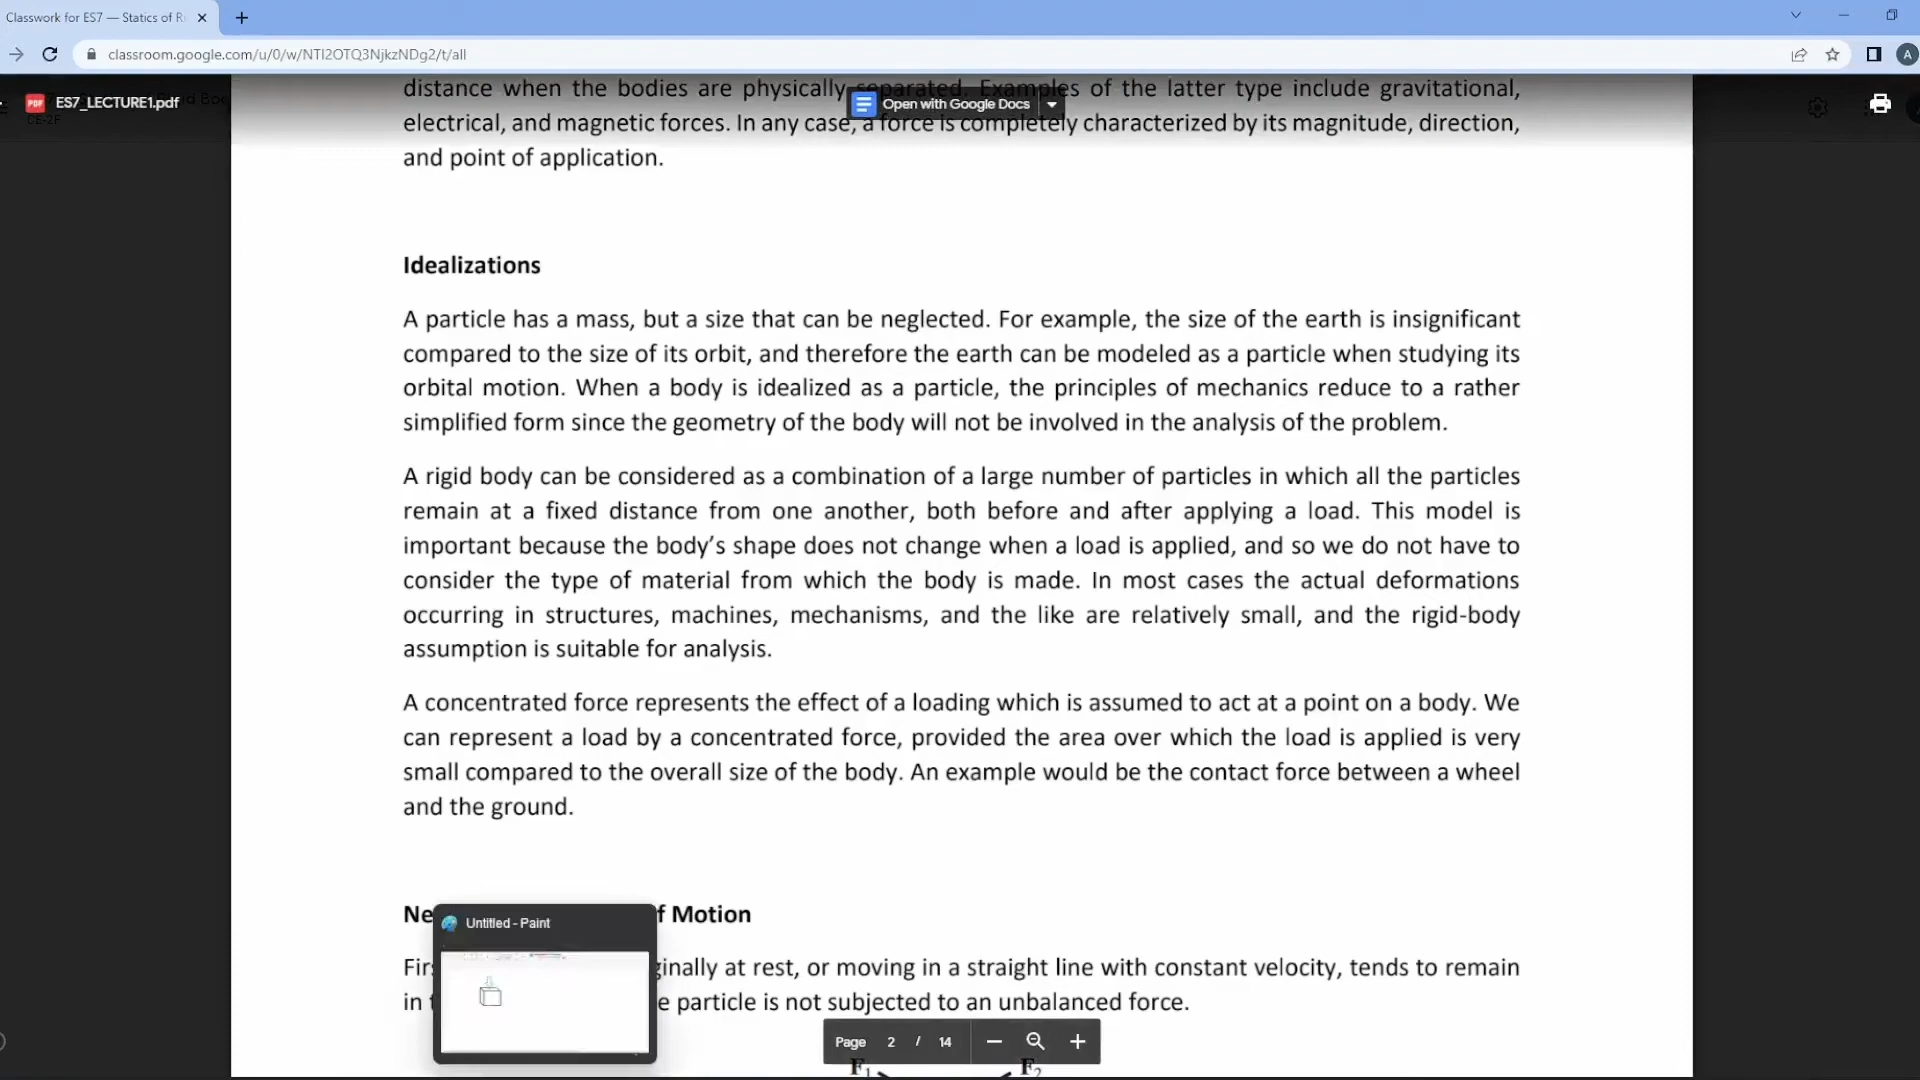 Classwork for ES7 — Statics of Ri
classroom.google.com/u/0/w/NTI2OTQ3NjkzNDg2/t/all
A
PDF ES7_LECTURE1.pdf
CE-2F
Open with Google Docs
distance when the bodies are physically separated. Examples of the latter type include gravitational,
electrical, and magnetic forces. In any case, a force is completely characterized by its magnitude, direction,
and point of application.
Idealizations
A particle has a mass, but a size that can be neglected. For example, the size of the earth is insignificant
compared to the size of its orbit, and therefore the earth can be modeled as a particle when studying its
orbital motion. When a body is idealized as a particle, the principles of mechanics reduce to a rather
simplified form since the geometry of the body will not be involved in the analysis of the problem.
A rigid body can be considered as a combination of a large number of particles in which all the particles
remain at a fixed distance from one another, both before and after applying a load. This model is
important because the body's shape does not change when a load is applied, and so we do not have to
consider the type of material from which the body is made. In most cases the actual deformations
occurring in structures, machines, mechanisms, and the like are relatively small, and the rigid-body
assumption is suitable for analysis.
A concentrated force represents the effect of a loading which is assumed to act at a point on a body. We
can represent a load by a concentrated force, provided the area over which the load is applied is very
small compared to the overall size of the body. An example would be the contact force between a wheel
and the ground.
Ne f Motion
Untitled - Paint
Fir ginally at rest, or moving in a straight line with constant velocity, tends to remain
in t e particle is not subjected to an unbalanced force.
Page 2 / 14
F1 F2